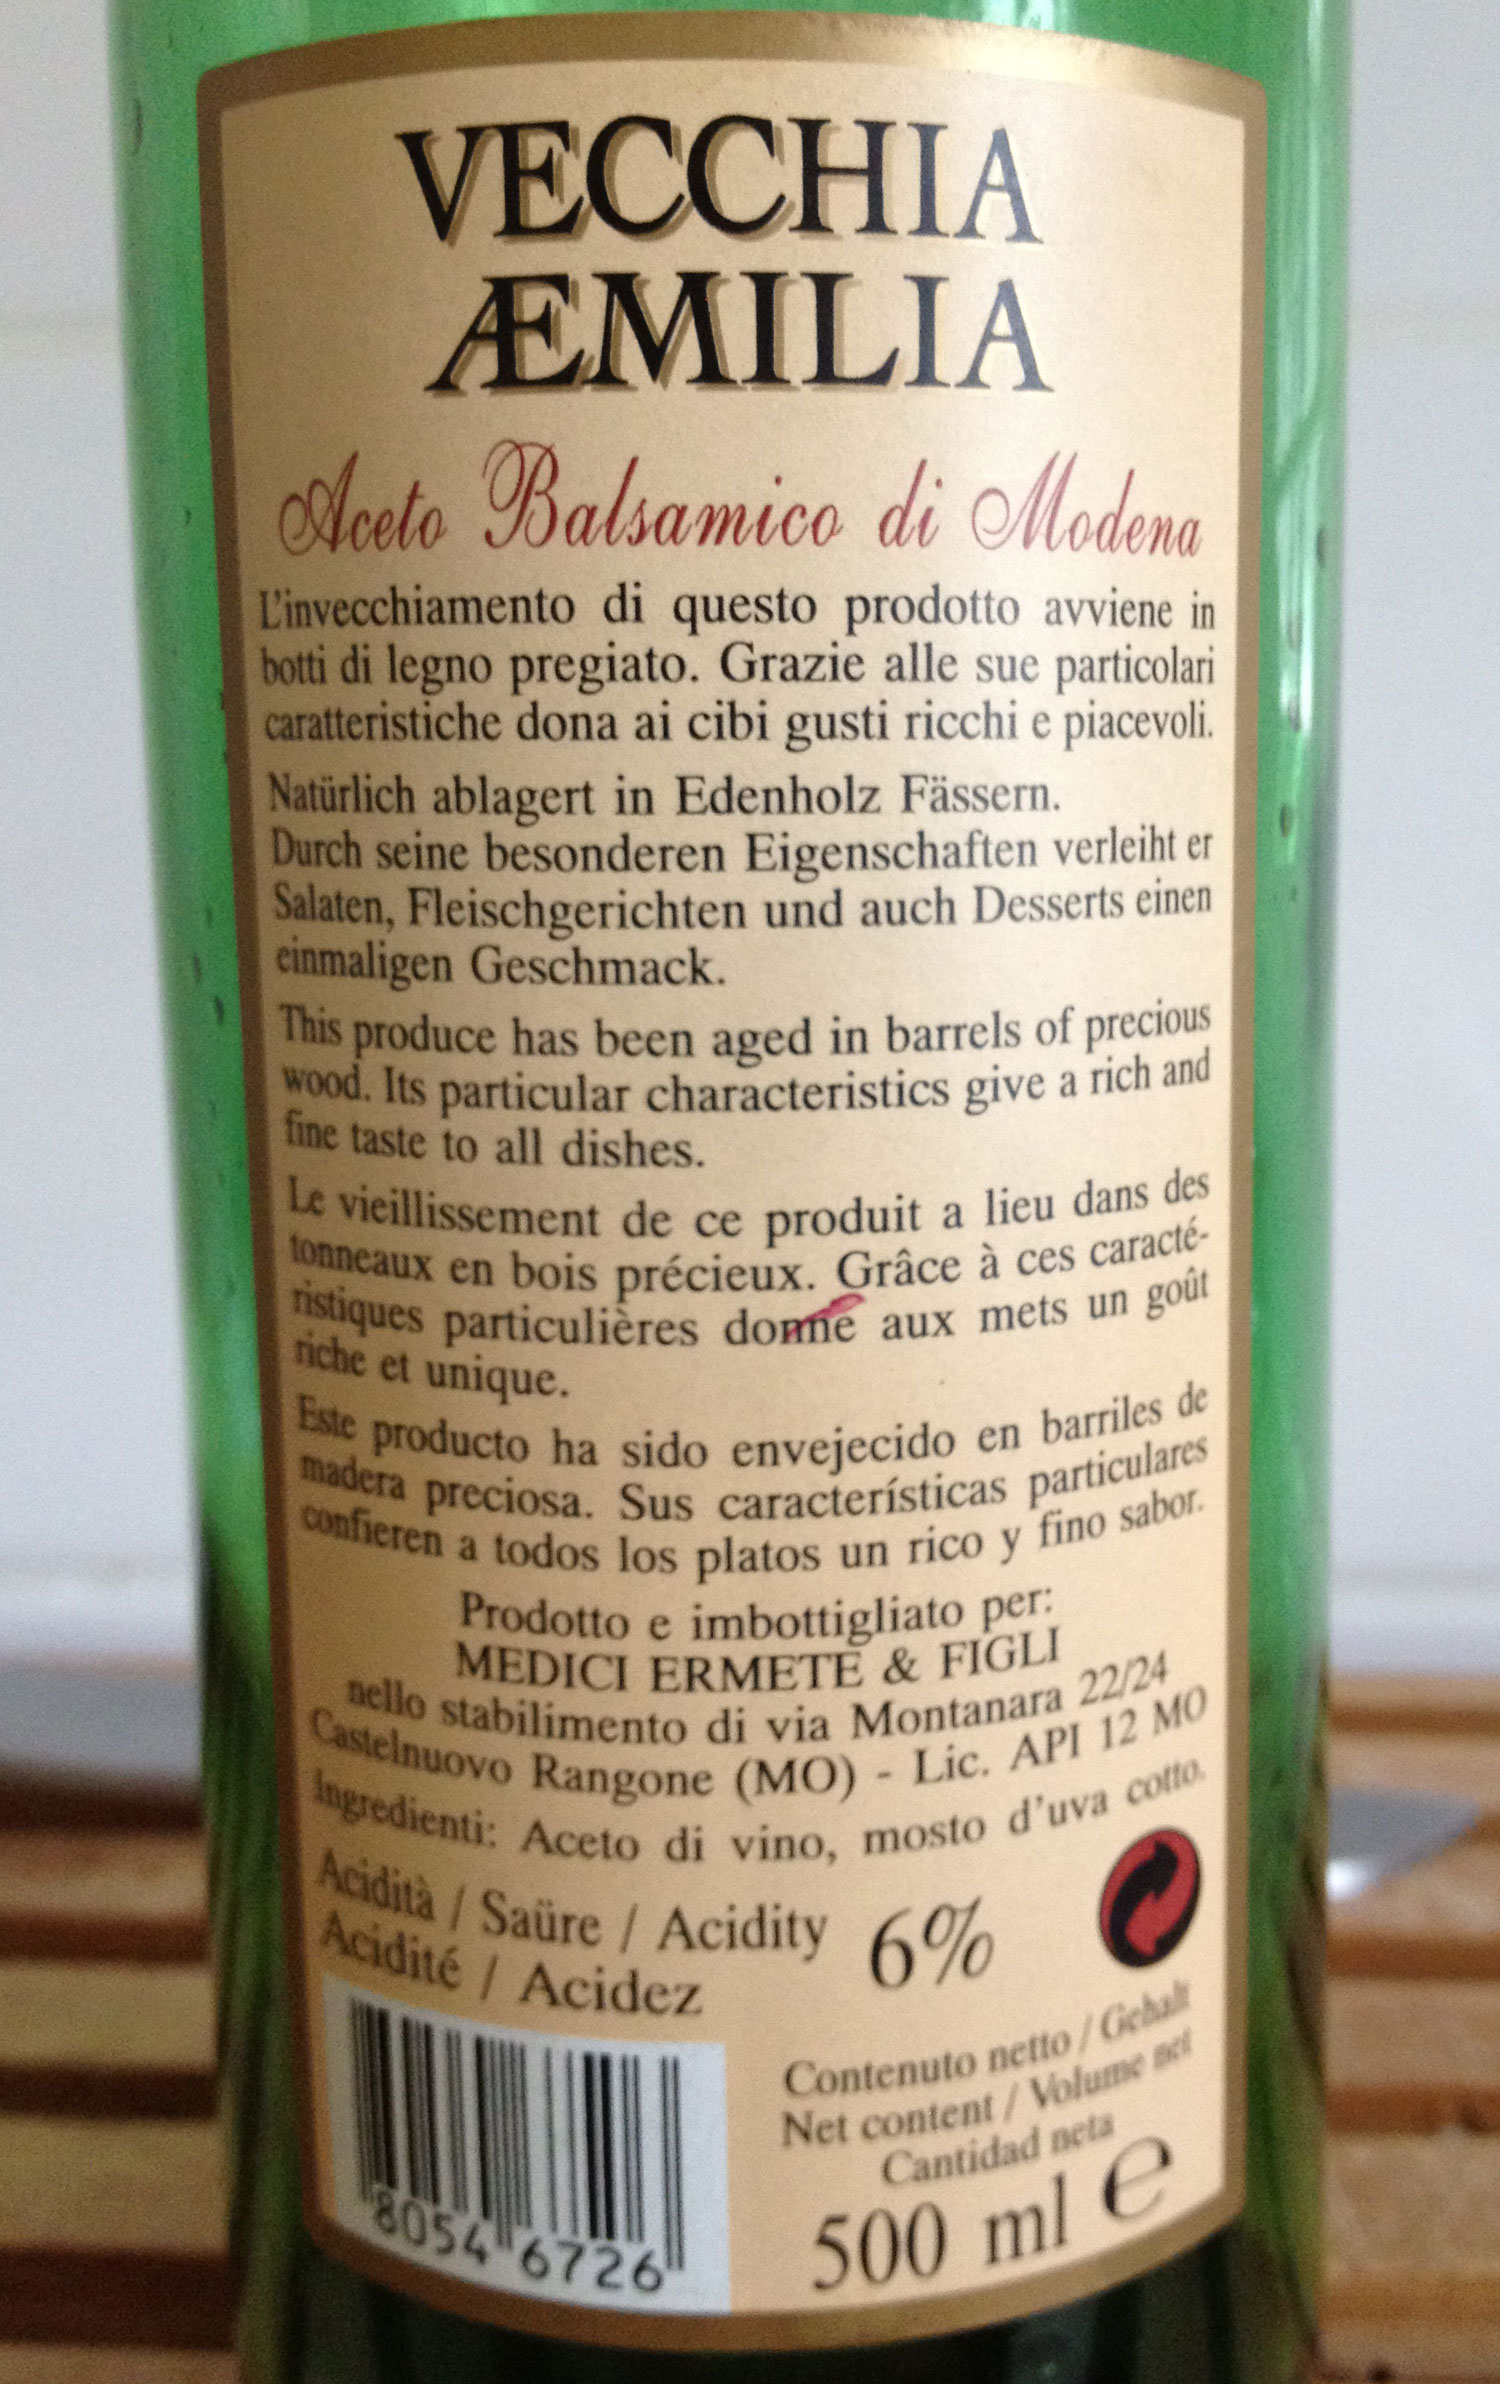 VECCHIA
ÆMILIA
Aceto Balsamico di Modena
L'invecchiamento di questo prodotto avviene in
botti di legno pregiato. Grazie alle sue particolari
caratteristiche dona ai cibi gusti ricchi e piacevoli.
Natürlich ablagert in Edenholz Fässern.
Durch seine besonderen Eigenschaften verleiht er
Salaten, Fleischgerichten und auch Desserts einen
einmaligen Geschmack.
This produce has been aged in barrels of precious
wood. Its particular characteristics give a rich and
fine taste to all dishes.
Le vieillissement de ce produit a lieu dans des
tonneaux en bois précieux. Grâce à ces caracté-
ristiques particulières donne aux mets un goût
riche et unique.
Este producto ha sido envejecido en barriles de
madera preciosa. Sus características particulares
confieren a todos los platos un rico y fino sabor.
Prodotto e imbottigliato per:
MEDICI ERMETE & FIGLI
nello stabilimento di via Montanara 22/24
Castelnuovo Rangone (MO) - Lic. API 12 MO
Ingredienti: Aceto di vino, mosto d'uva cotto.
Acidità / Saüre / Acidity 6%
Acidité / Acidez
Contenuto netto / Gehalt
Net content / Volume net
Cantidad neta
500 ml e
8054 6726